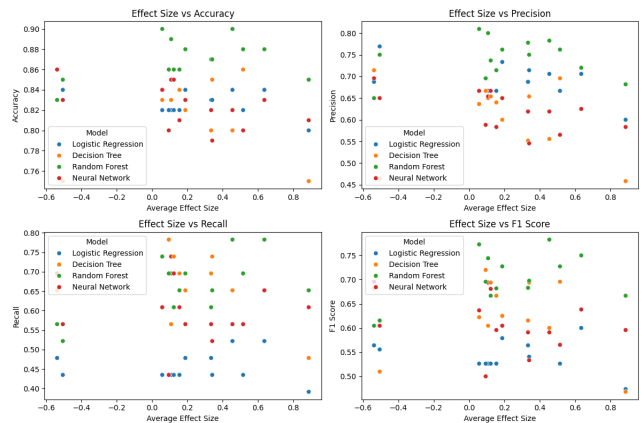 Effect Size vs Accuracy
Accuracy
0.90
0.88
0.86
0.84
0.82
0.80
0.78
0.76
Model
Logistic Regression
Decision Tree
Random Forest
Neural Network
−0.6 −0.4 −0.2 0.0 0.2 0.4 0.6 0.8
Average Effect Size
Effect Size vs Precision
Precision
0.80
0.75
0.70
0.65
0.60
0.55
0.50
0.45
Model
Logistic Regression
Decision Tree
Random Forest
Neural Network
−0.6 −0.4 −0.2 0.0 0.2 0.4 0.6 0.8
Average Effect Size
Effect Size vs Recall
Recall
0.80
0.75
0.70
0.65
0.60
0.55
0.50
0.45
0.40
Model
Logistic Regression
Decision Tree
Random Forest
Neural Network
−0.6 −0.4 −0.2 0.0 0.2 0.4 0.6 0.8
Average Effect Size
Effect Size vs F1 Score
F1 Score
0.75
0.70
0.65
0.60
0.55
0.50
Model
Logistic Regression
Decision Tree
Random Forest
Neural Network
−0.6 −0.4 −0.2 0.0 0.2 0.4 0.6 0.8
Average Effect Size